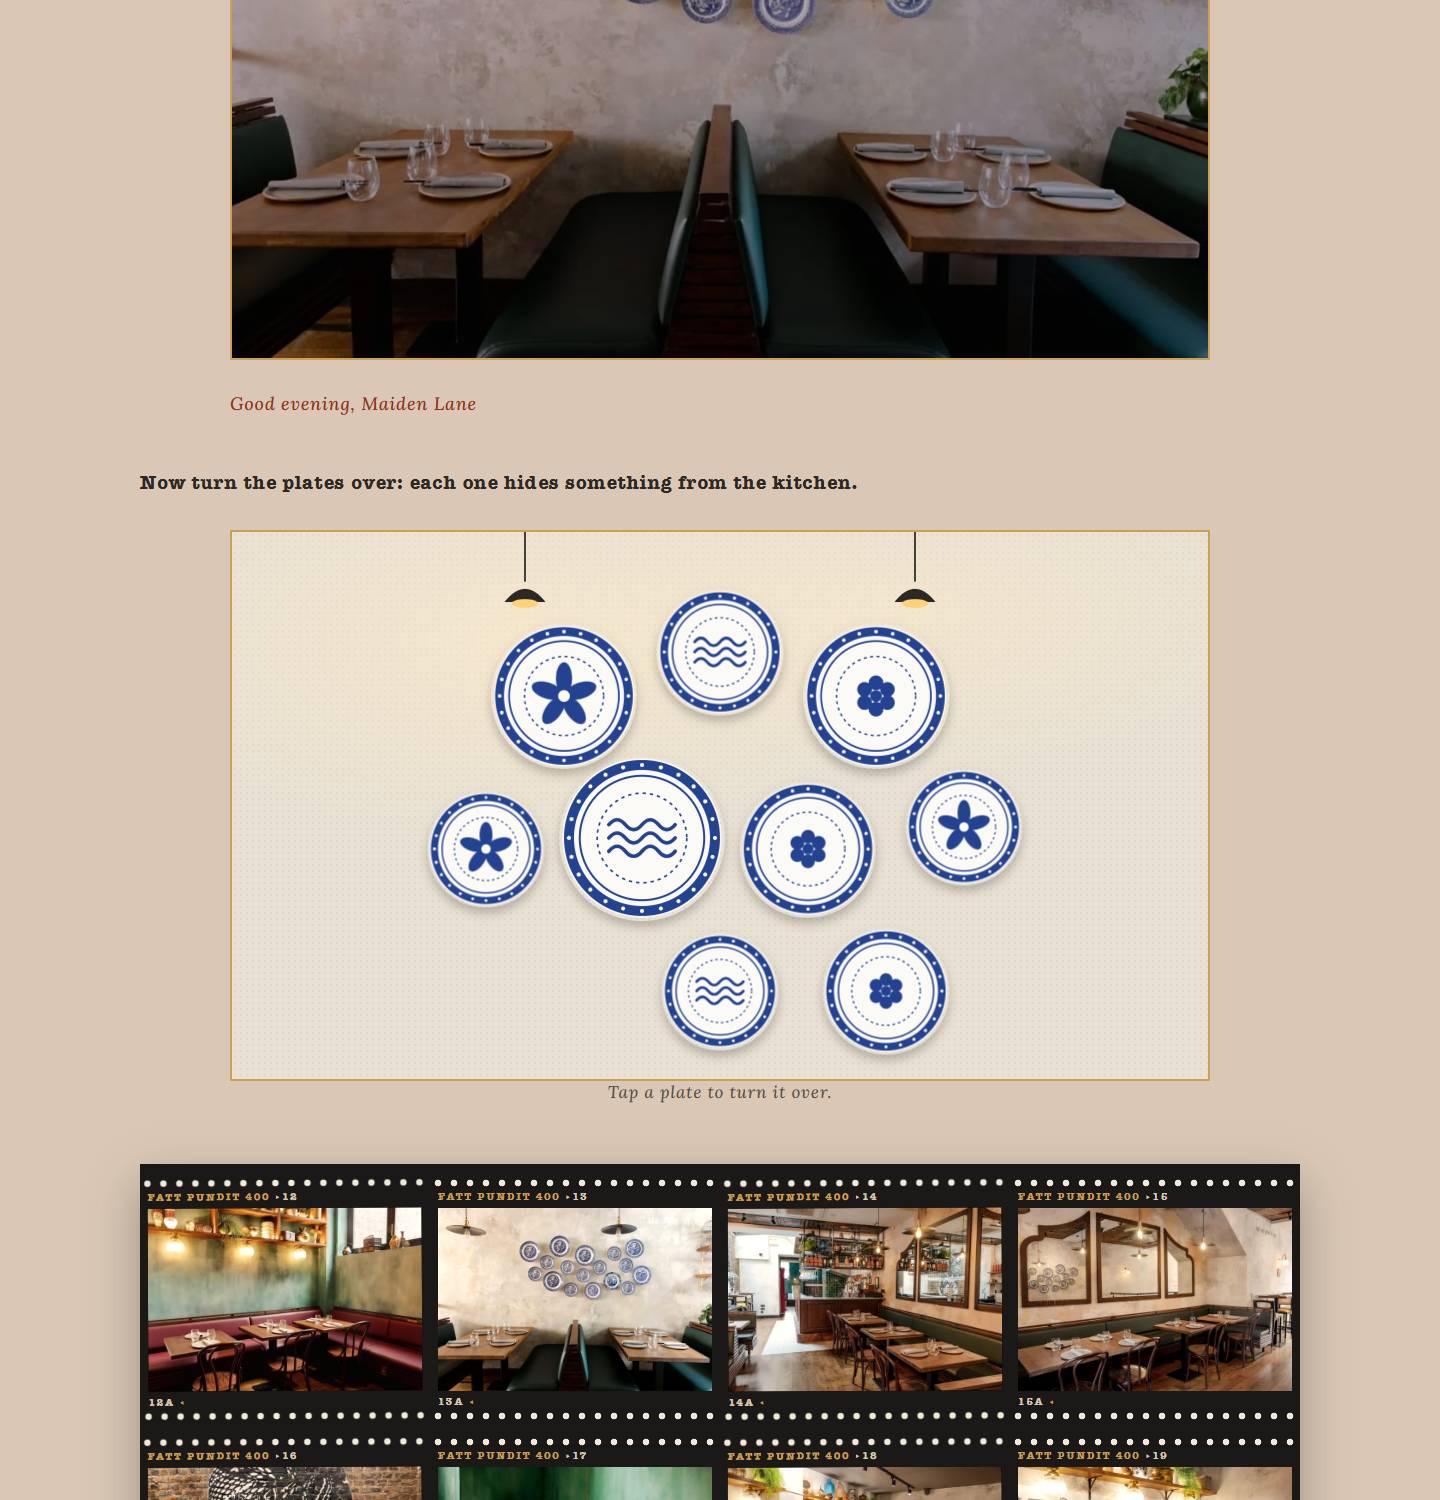 Good evening, Maiden Lane
Now turn the plates over: each one hides something from the kitchen.
Tap a plate to turn it over.
FATT PUNDIT 400 ▸12
FATT PUNDIT 400 ▸13
FATT PUNDIT 400 ▸14
FATT PUNDIT 400 ▸15
12A ◂
13A ◂
14A ◂
15A ◂
FATT PUNDIT 400 ▸16
FATT PUNDIT 400 ▸17
FATT PUNDIT 400 ▸18
FATT PUNDIT 400 ▸19